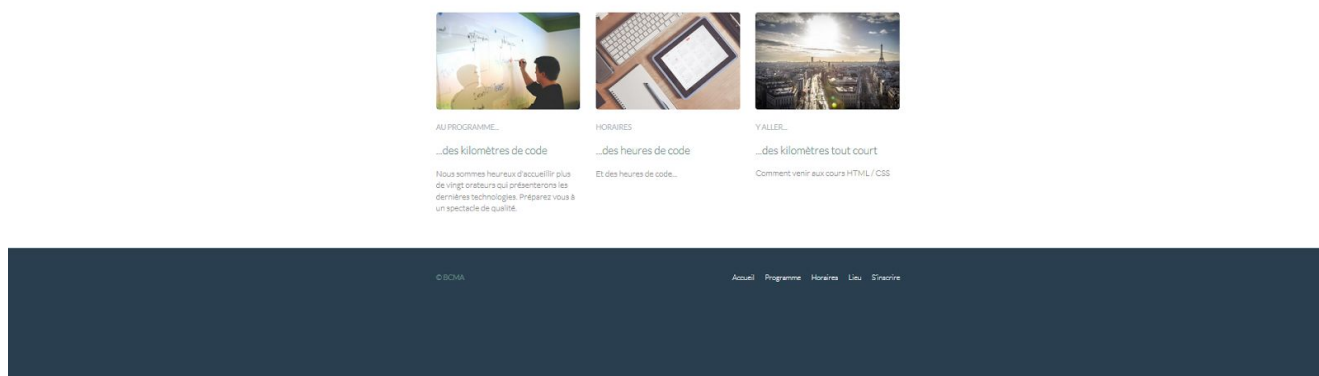 AU PROGRAMME...
...des kilomètres de code
Nous sommes heureux d'accueillir plus
de vingt orateurs qui présenterons les
dernières technologies. Préparez vous à
un spectacle de qualité.
HORAIRES
...des heures de code
Et des heures de code...
Y ALLER...
...des kilomètres tout court
Comment venir aux cours HTML / CSS
© BCMA
Accueil Programme Horaires Lieu S'inscrire